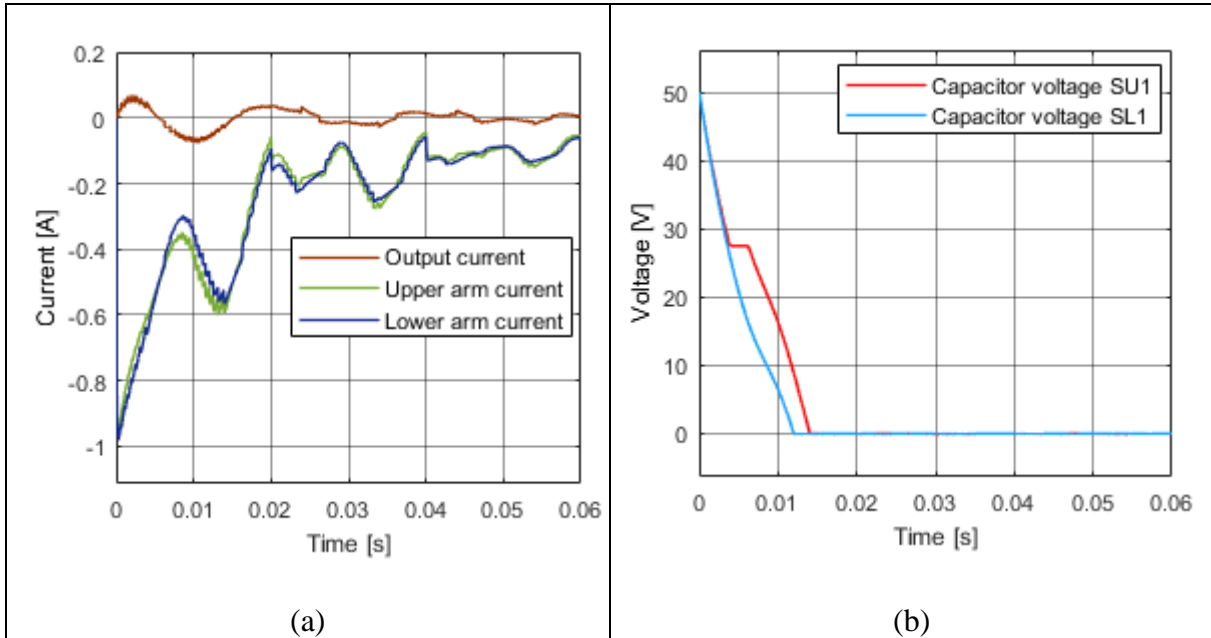 0.2
0
-0.2
-0.4
-0.6
-0.8
-1
Current [A]
Output current
Upper arm current
Lower arm current
0 0.01 0.02 0.03 0.04 0.05 0.06
Time [s]
(a)
50
40
30
20
10
0
Voltage [V]
Capacitor voltage SU1
Capacitor voltage SL1
0 0.01 0.02 0.03 0.04 0.05 0.06
Time [s]
(b)